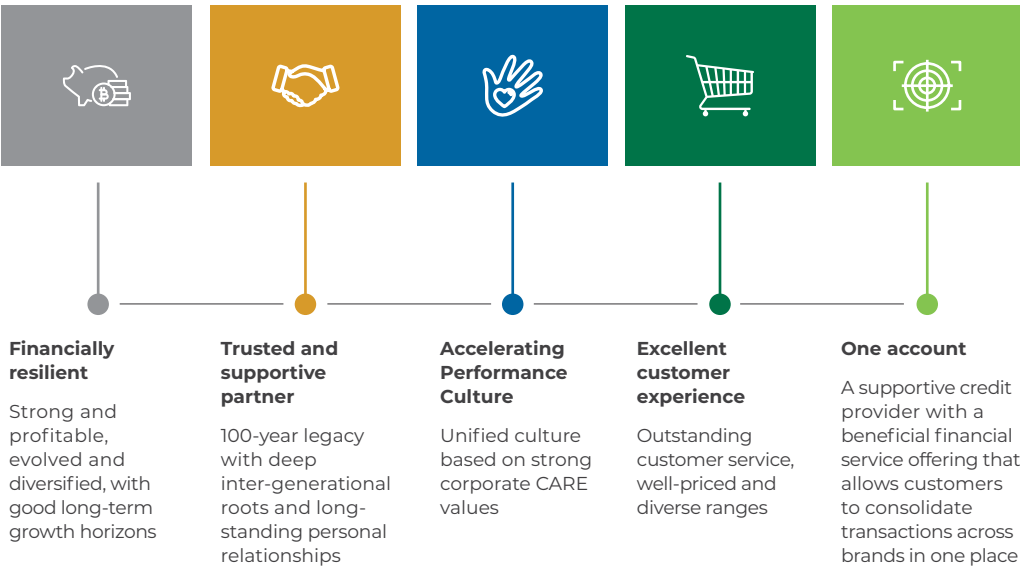 Financially
resilient
Strong and
profitable,
evolved and
diversified, with
good long-term
growth horizons
Trusted and
supportive
partner
100-year legacy
with deep
inter-generational
roots and long-
standing personal
relationships
Accelerating
Performance
Culture
Unified culture
based on strong
corporate CARE
values
Excellent
customer
experience
Outstanding
customer service,
well-priced and
diverse ranges
One account
A supportive credit
provider with a
beneficial financial
service offering that
allows customers
to consolidate
transactions across
brands in one place